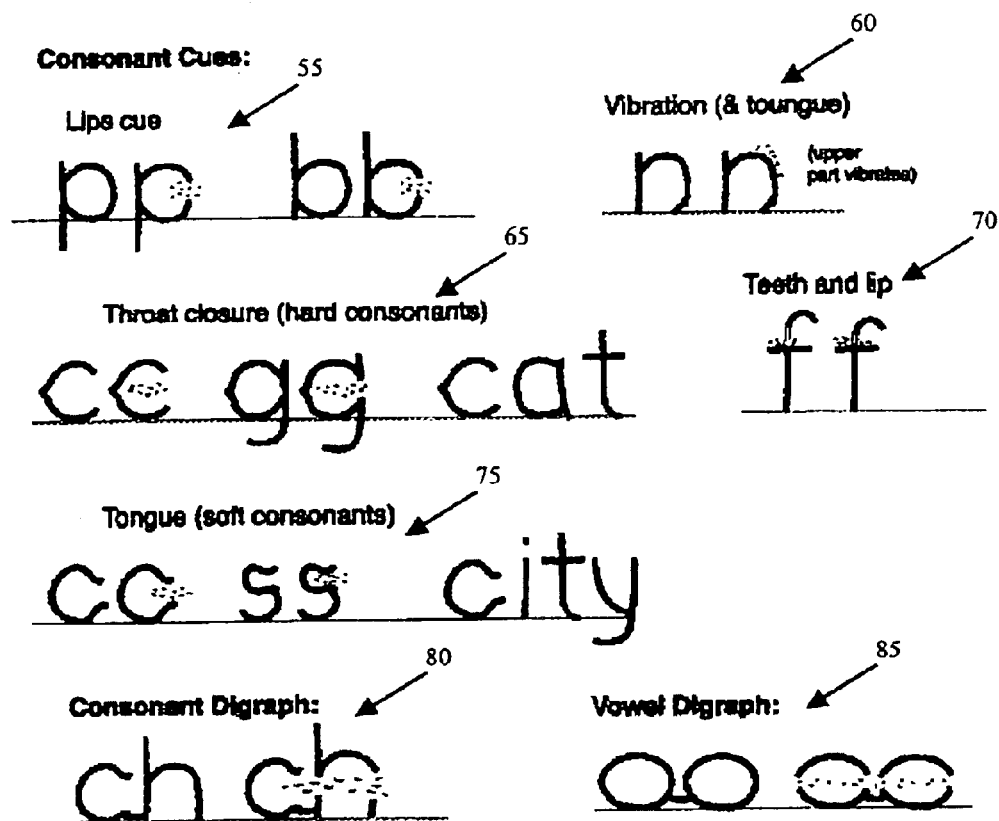 60
Consonant Cues:
55
Lips cue
Vibration (& toungue)
pp bb
nn
(upper
part vibrates)
65
70
Throat closure (hard consonants)
Teeth and lip
cc gg cat
ff
75
Tongue (soft consonants)
cc ss city
80
85
Consonant Digraph:
Vowel Digraph:
ch ch
oo oo